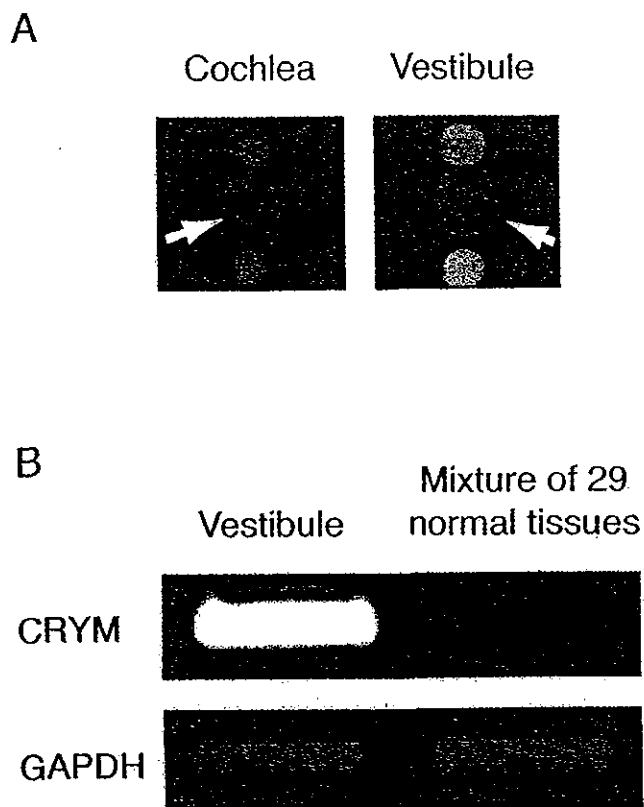 A
Cochlea Vestibule
B
Vestibule
Mixture of 29
normal tissues
CRYM
GAPDH